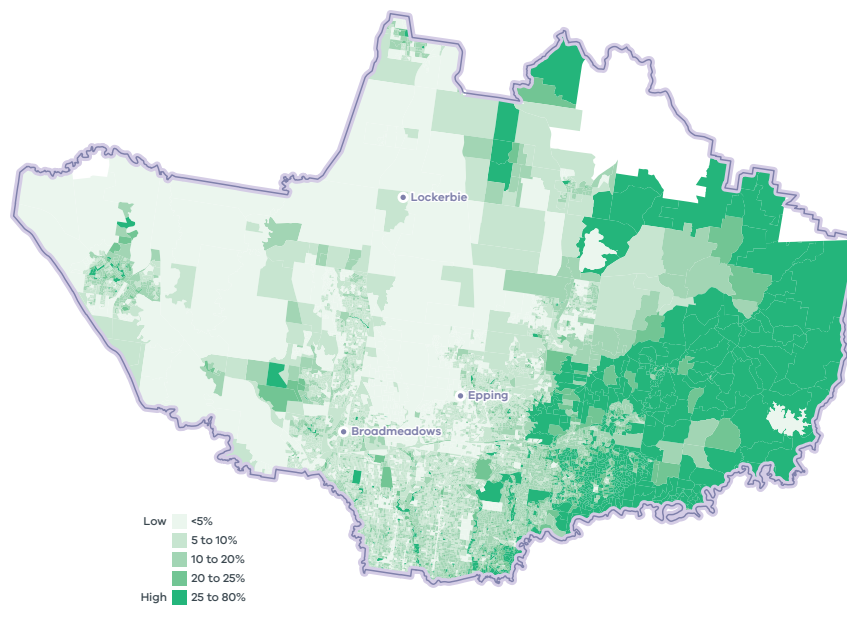 Lockerbie
Epping
Broadmeadows
Low <5%
5 to 10%
10 to 20%
20 to 25%
High 25 to 80%